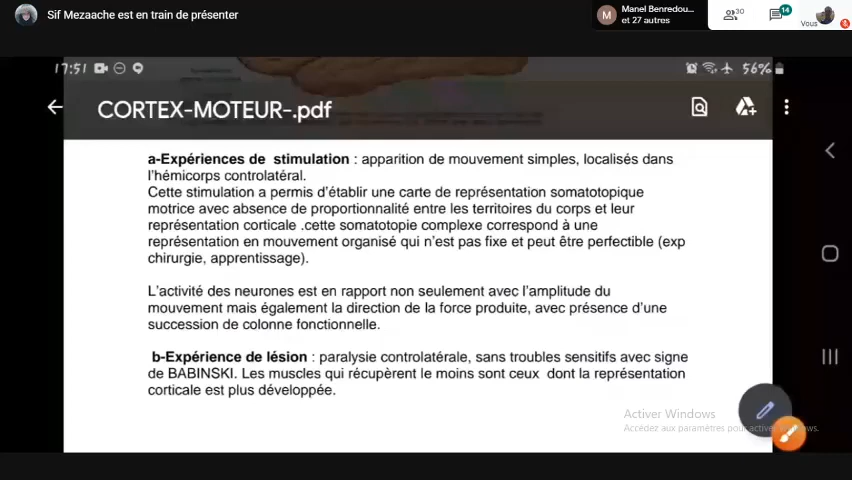 Sif Mezaache est en train de présenter
M
Manel Benredou...
et 27 autres
30
14
Vous
17:51
56%
CORTEX-MOTEUR-.pdf
a-Expériences de stimulation : apparition de mouvement simples, localisés dans
l'hémicorps controlatéral.
Cette stimulation a permis d'établir une carte de représentation somatotopique
motrice avec absence de proportionnalité entre les territoires du corps et leur
représentation corticale .cette somatotopie complexe correspond à une
représentation en mouvement organisé qui n'est pas fixe et peut être perfectible (exp
chirurgie, apprentissage).
L'activité des neurones est en rapport non seulement avec l'amplitude du
mouvement mais également la direction de la force produite, avec présence d'une
succession de colonne fonctionnelle.
b-Expérience de lésion : paralysie controlatérale, sans troubles sensitifs avec signe
de BABINSKI. Les muscles qui récupèrent le moins sont ceux dont la représentation
corticale est plus développée.
Activer Windows
Accédez aux paramètres pour activer Windows.